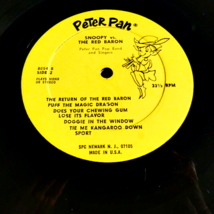 Peter Pan
SNOOPY vs.
THE RED BARON
Peter Pan Pop Band
and Singers
SIDE 2
33⅓ RPM
THE RETURN OF THE RED BARON
PUFF THE MAGIC DRAGON
DOES YOUR CHEWING GUM
LOSE ITS FLAVOR
DOGGIE IN THE WINDOW
TIE ME KANGAROO DOWN
SPORT
SPC NEWARK N. J., 07105
MADE IN U.S.A.